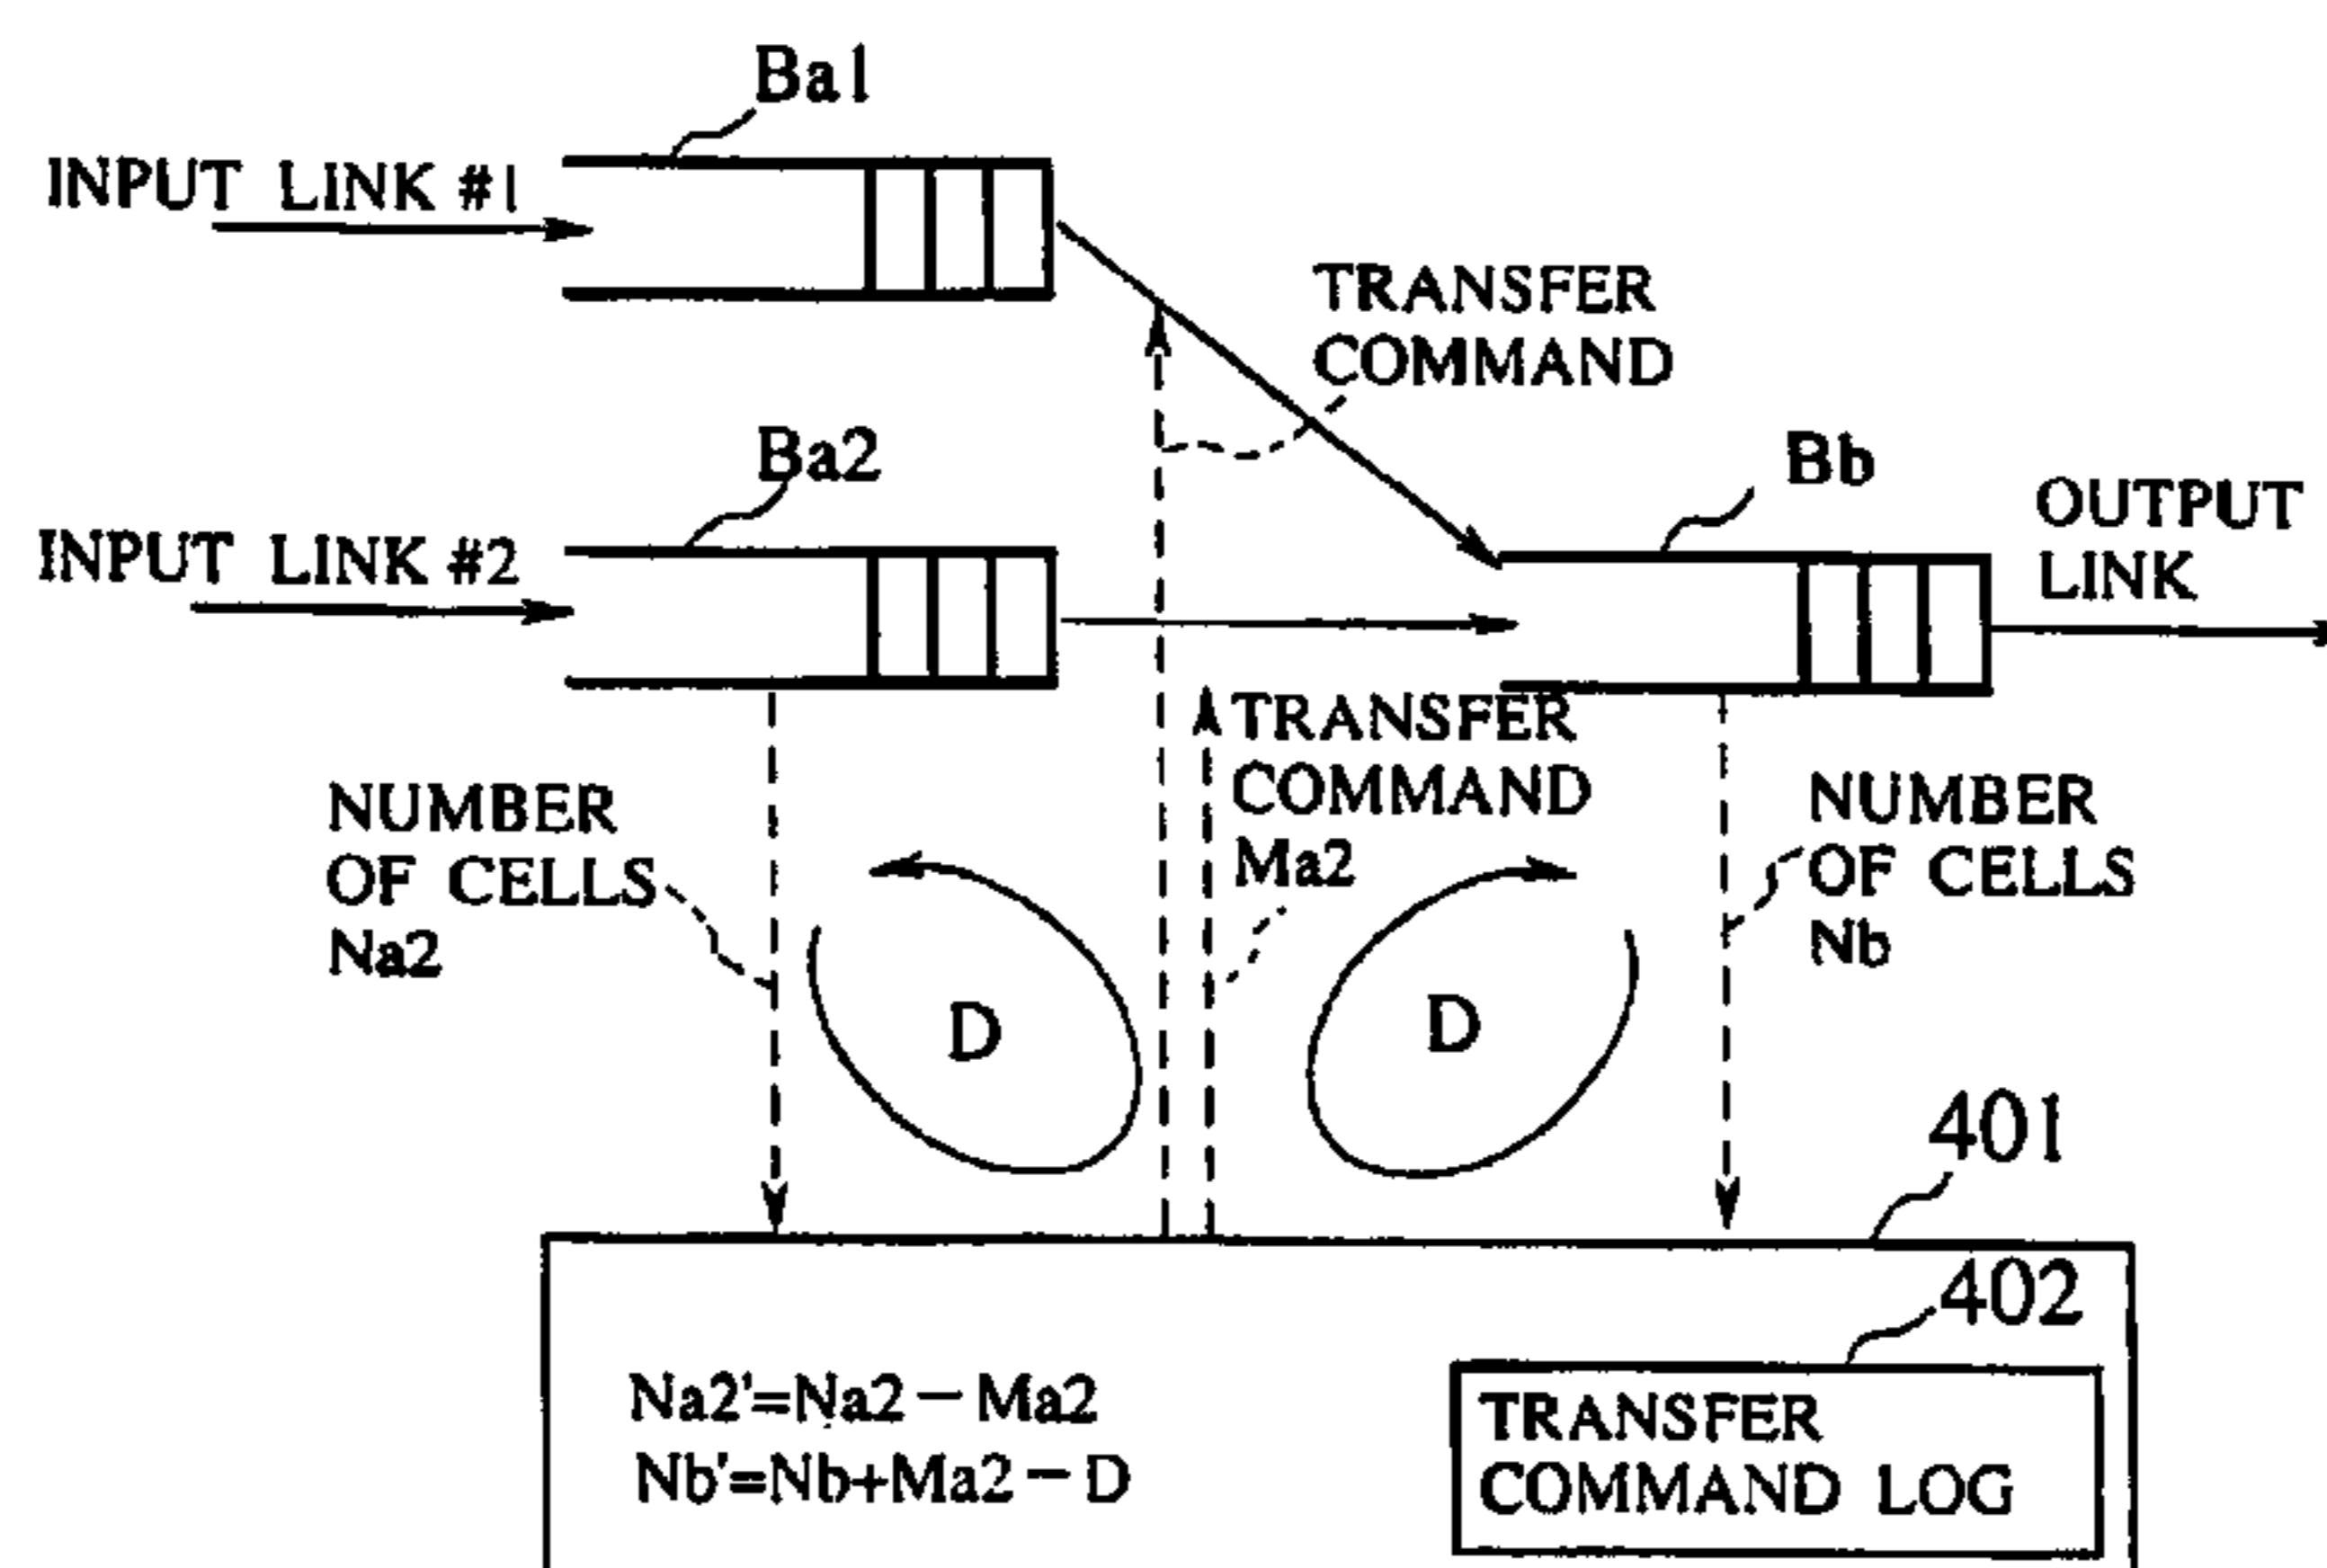 Ba1
INPUT LINK #1
TRANSFER
COMMAND
Ba2
Bb
INPUT LINK #2
OUTPUT
LINK
TRANSFER
COMMAND
Ma2
NUMBER
OF CELLS
Na2
NUMBER
OF CELLS
Nb
D
D
401
402
Na2'=Na2−Ma2
Nb'=Nb+Ma2−D
TRANSFER
COMMAND LOG